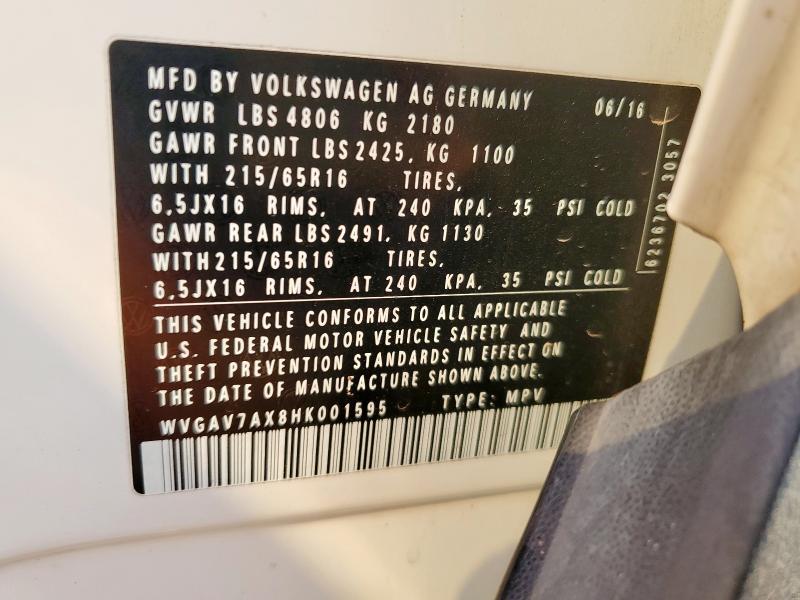 MFD BY VOLKSWAGEN AG GERMANY 06/16
GVWR LBS 4806 KG 2180
GAWR FRONT LBS 2425, KG 1100
WITH 215/65R16 TIRES,
6.5JX16 RIMS, AT 240 KPA, 35 PSI COLD
GAWR REAR LBS 2491, KG 1130
WITH 215/65R16 TIRES,
6.5JX16 RIMS, AT 240 KPA, 35 PSI COLD
THIS VEHICLE CONFORMS TO ALL APPLICABLE
U.S. FEDERAL MOTOR VEHICLE SAFETY AND
THEFT PREVENTION STANDARDS IN EFFECT ON
THE DATE OF MANUFACTURE SHOWN ABOVE.
WVGAV7AX8HK001595 TYPE: MPV
6236702 3057